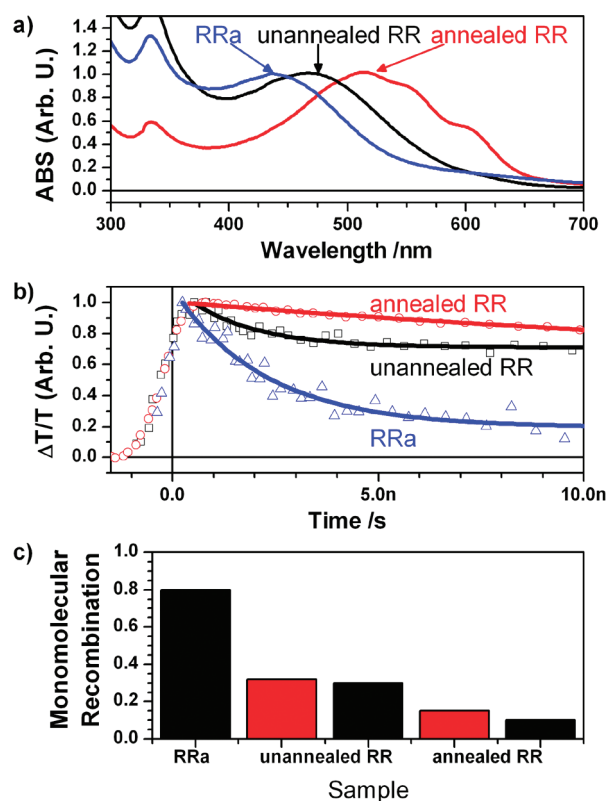 a)
RRa
unannealed RR
annealed RR
ABS (Arb. U.)
1.4
1.2
1.0
0.8
0.6
0.4
0.2
0.0
300 400 500 600 700
Wavelength /nm
b)
annealed RR
unannealed RR
RRa
ΔT/T (Arb. U.)
1.0
0.8
0.6
0.4
0.2
0.0
0.0 5.0n 10.0n
Time /s
c)
Monomolecular
Recombination
1.0
0.8
0.4
0.2
0.0
RRa unannealed RR annealed RR
Sample